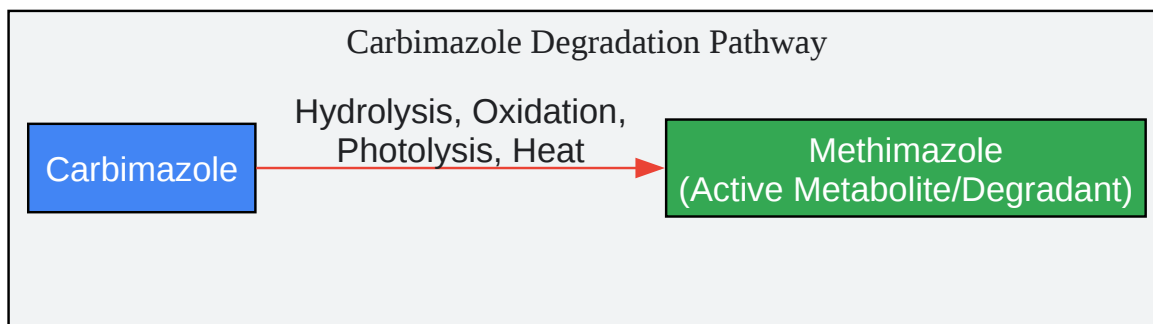 Carbimazole Degradation Pathway
Hydrolysis, Oxidation,
Photolysis, Heat
Carbimazole
Methimazole
(Active Metabolite/Degradant)